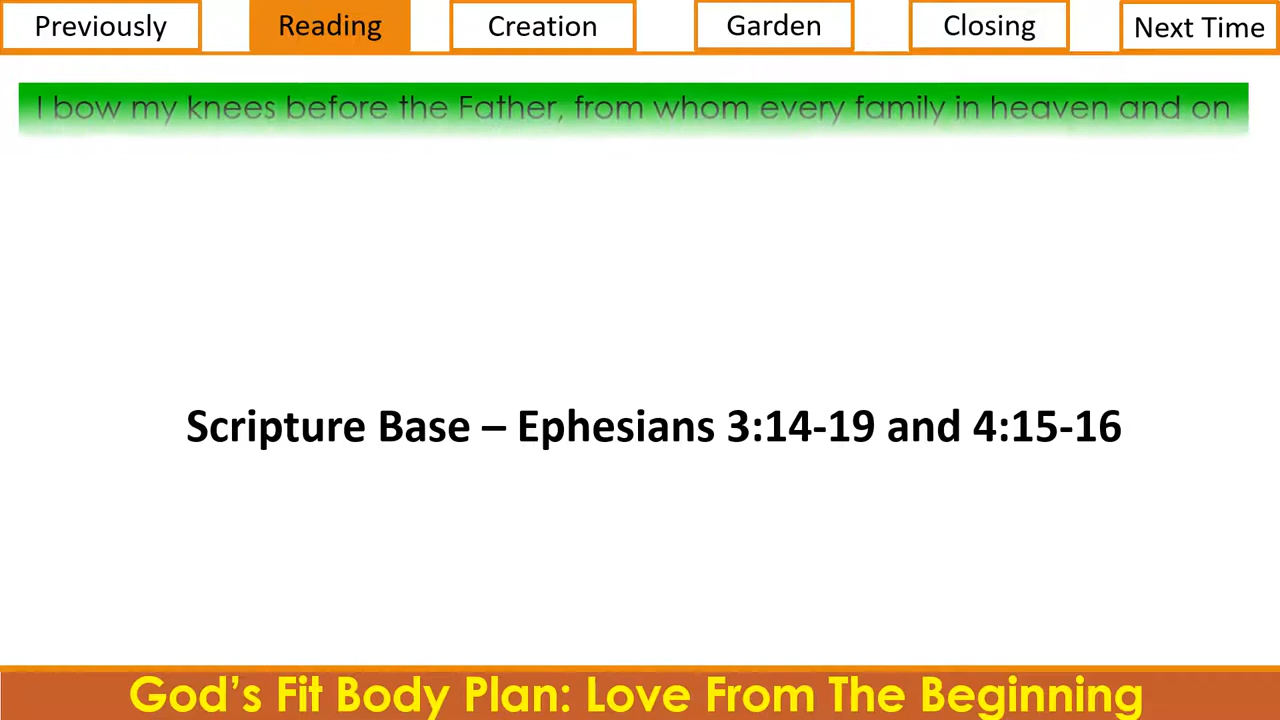 Previously
Reading
Creation
Garden
Closing
Next Time
I bow my knees before the Father, from whom every family in heaven and on
Scripture Base – Ephesians 3:14-19 and 4:15-16
God’s Fit Body Plan: Love From The Beginning